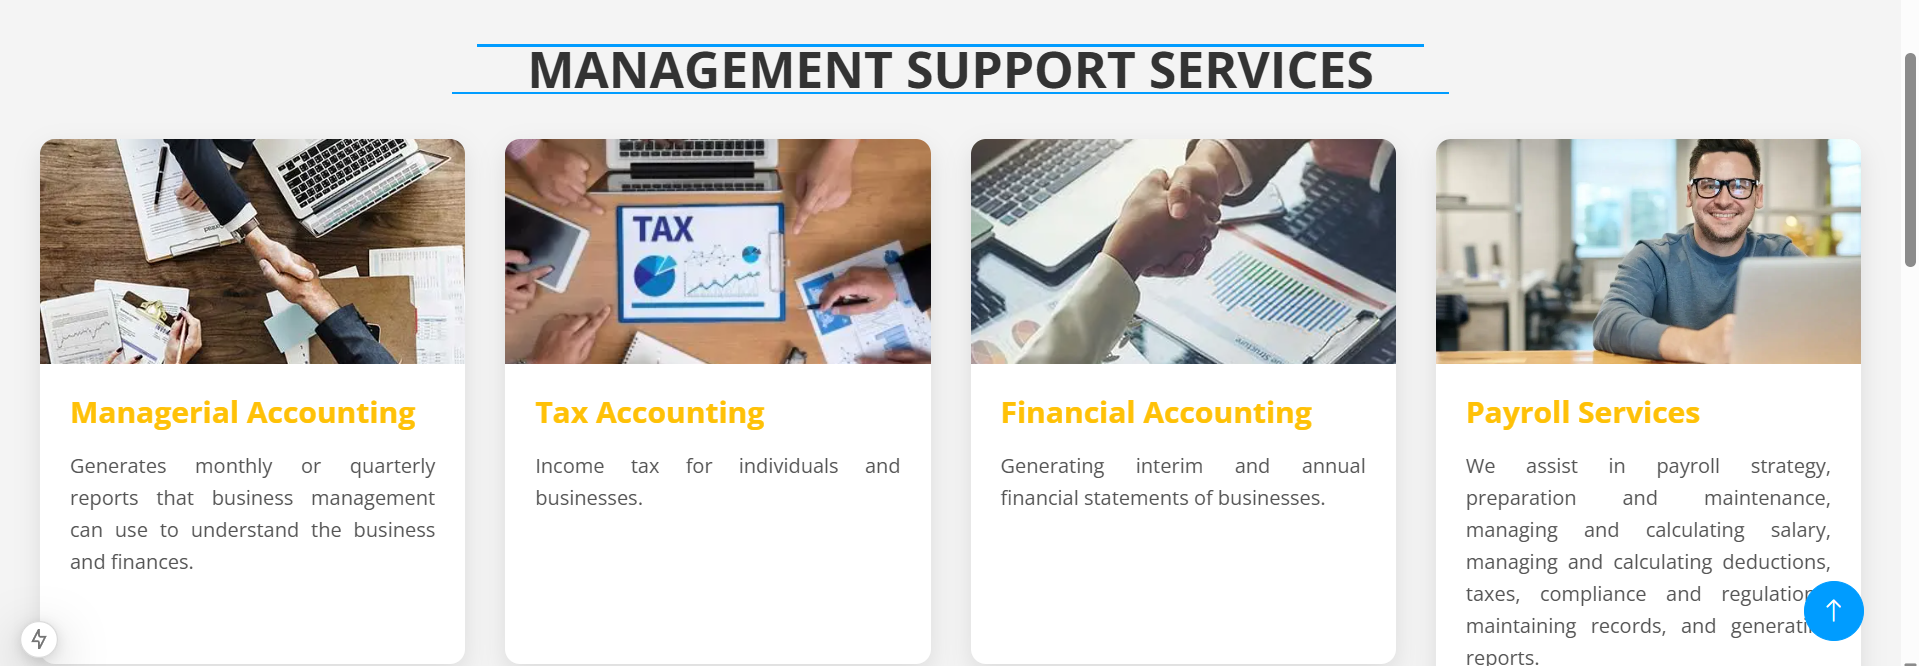 MANAGEMENT SUPPORT SERVICES
TAX
Managerial Accounting
Generates monthly or quarterly
reports that business management
can use to understand the business
and finances.
Tax Accounting
Income tax for individuals and
businesses.
Financial Accounting
Generating interim and annual
financial statements of businesses.
Payroll Services
We assist in payroll strategy,
preparation and maintenance,
managing and calculating salary,
managing and calculating deductions,
taxes, compliance and
maintaining records, and
reports.